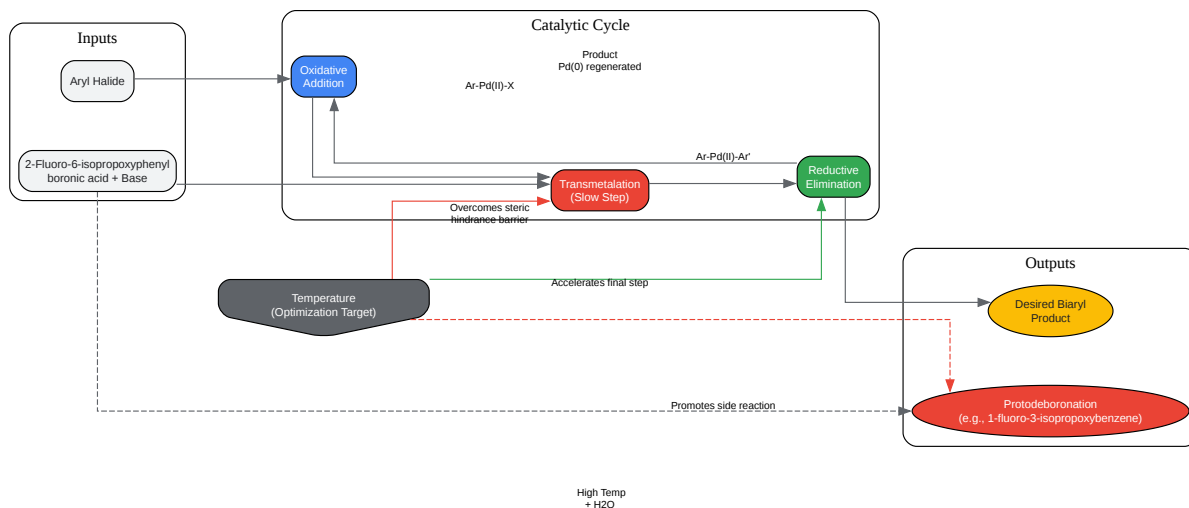 Inputs
Aryl Halide
2-Fluoro-6-isopropoxyphenyl
boronic acid + Base
Catalytic Cycle
Oxidative
Addition
Product
Pd(0) regenerated
Ar-Pd(II)-X
Ar-Pd(II)-Ar'
Transmetalation
(Slow Step)
Reductive
Elimination
Overcomes steric
hindrance barrier
Temperature
(Optimization Target)
Accelerates final step
Outputs
Desired Biaryl
Product
Promotes side reaction
Protodeboronation
(e.g., 1-fluoro-3-isopropoxybenzene)
High Temp
+ H2O